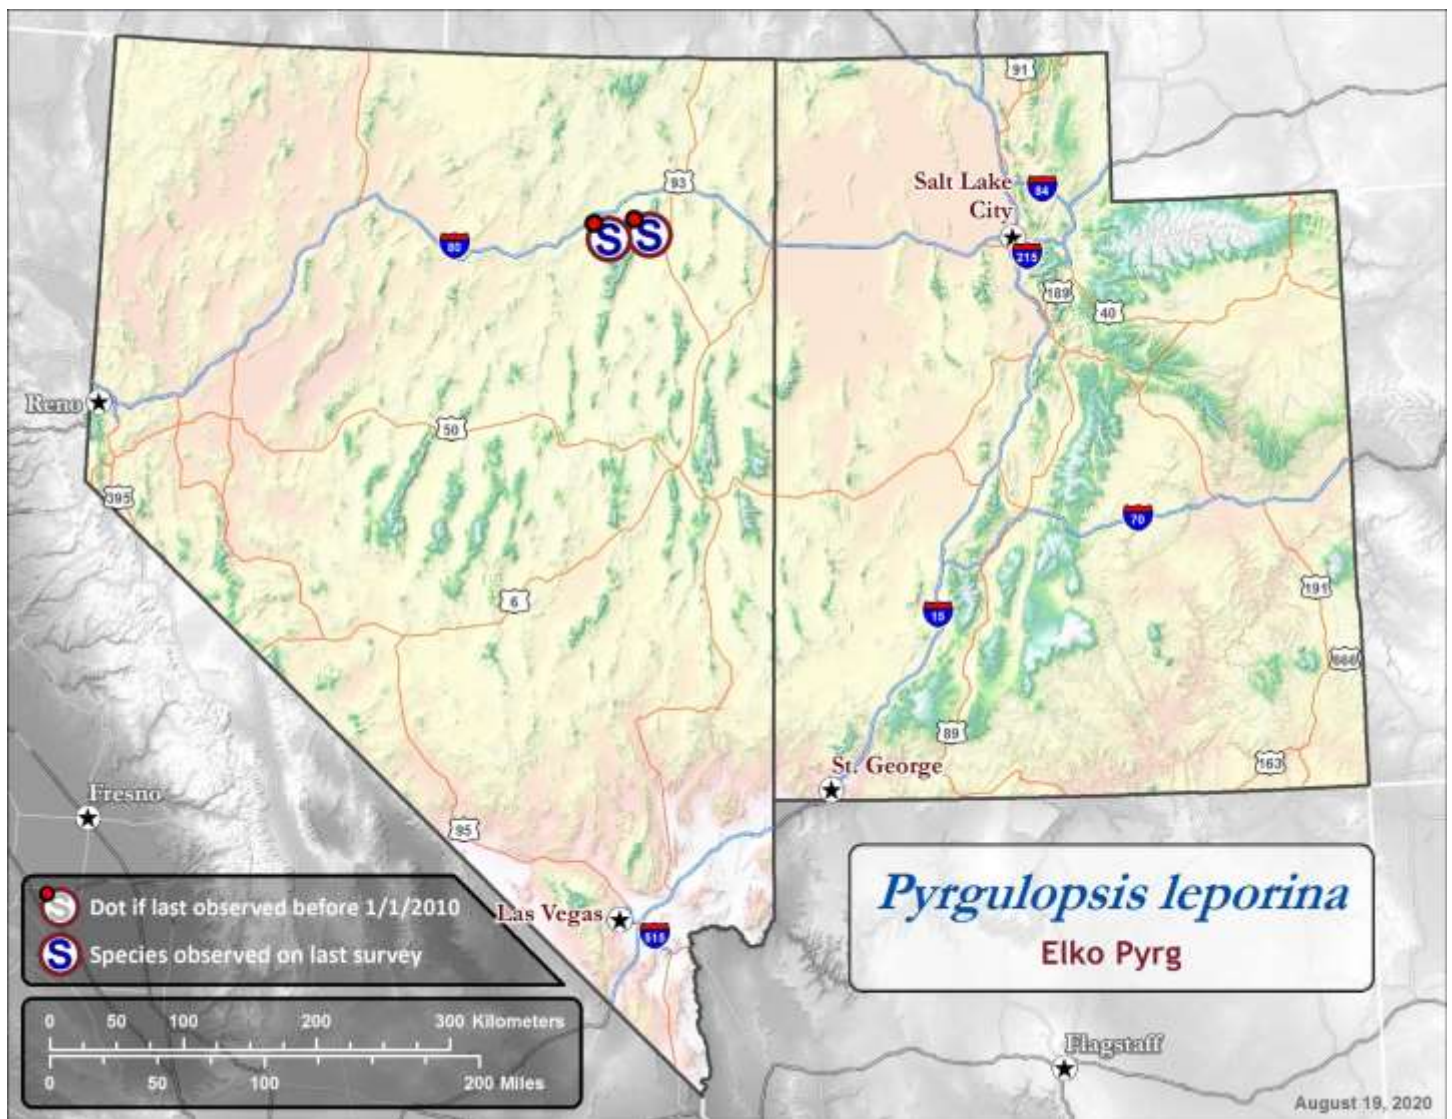 91
93
Salt Lake
City
84
80
215
189
40
Reno
50
395
70
6
191
15
666
89
St. George
163
Fresno
95
S Dot if last observed before 1/1/2010
Las Vegas
515
S Species observed on last survey
Pyrgulopsis leporina
Elko Pyrg
S S
0 50 100 200 300 Kilometers
0 50 100 200 Miles
Flagstaff
August 19, 2020